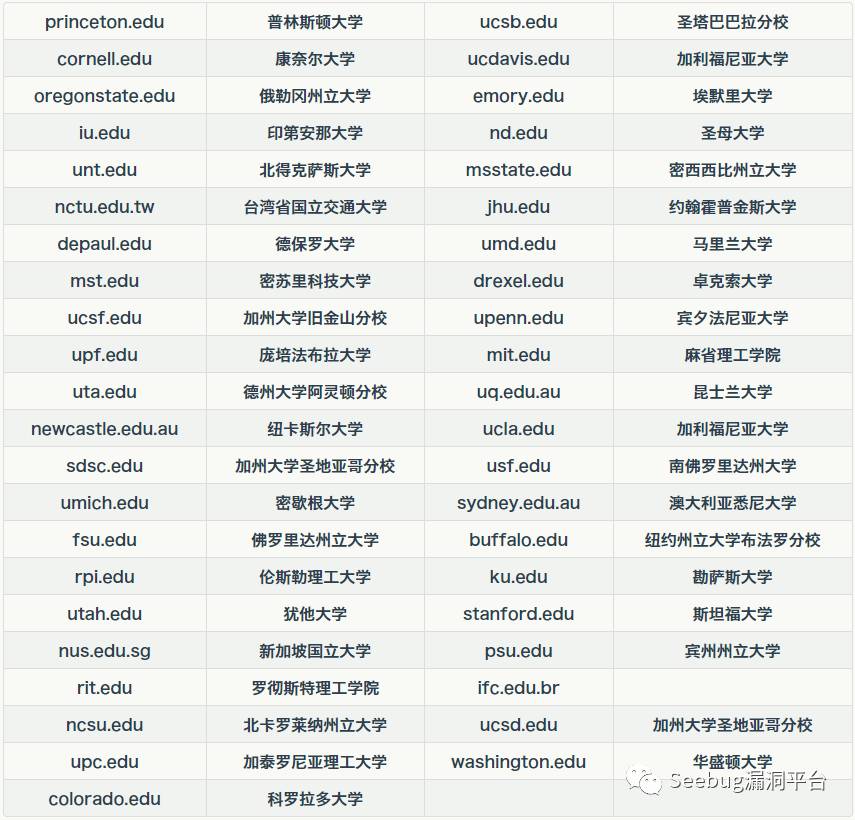 princeton.edu 普林斯顿大学 ucsb.edu 圣塔巴巴拉分校
cornell.edu 康奈尔大学 ucdavis.edu 加利福尼亚大学
oregonstate.edu 俄勒冈州立大学 emory.edu 埃默里大学
iu.edu 印第安那大学 nd.edu 圣母大学
unt.edu 北得克萨斯大学 msstate.edu 密西西比州立大学
nctu.edu.tw 台湾省国立交通大学 jhu.edu 约翰霍普金斯大学
depaul.edu 德保罗大学 umd.edu 马里兰大学
mst.edu 密苏里科技大学 drexel.edu 卓克索大学
ucsf.edu 加州大学旧金山分校 upenn.edu 宾夕法尼亚大学
upf.edu 庞培法布拉大学 mit.edu 麻省理工学院
uta.edu 德州大学阿灵顿分校 uq.edu.au 昆士兰大学
newcastle.edu.au 纽卡斯尔大学 ucla.edu 加利福尼亚大学
sdsc.edu 加州大学圣地亚哥分校 usf.edu 南佛罗里达州大学
umich.edu 密歇根大学 sydney.edu.au 澳大利亚悉尼大学
fsu.edu 佛罗里达州立大学 buffalo.edu 纽约州立大学布法罗分校
rpi.edu 伦斯勒理工大学 ku.edu 勘萨斯大学
utah.edu 犹他大学 stanford.edu 斯坦福大学
nus.edu.sg 新加坡国立大学 psu.edu 宾州州立大学
rit.edu 罗彻斯特理工学院 ifc.edu.br
ncsu.edu 北卡罗莱纳州立大学 ucsd.edu 加州大学圣地亚哥分校
upc.edu 加泰罗尼亚理工大学 washington.edu 华盛顿大学
Seebug漏洞平台
colorado.edu 科罗拉多大学